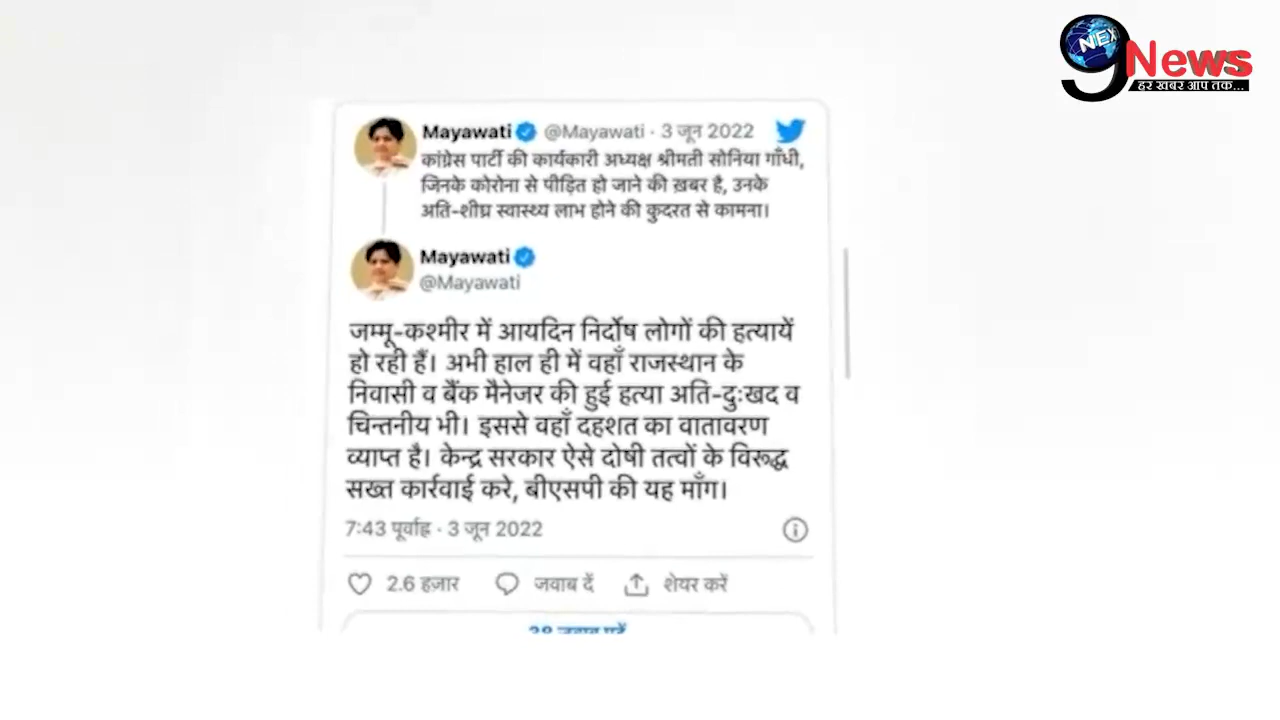 NEX
9 News
हर खबर आप तक...
Mayawati @Mayawati · 3 जून 2022
कांग्रेस पार्टी की कार्यकारी अध्यक्ष श्रीमती सोनिया गाँधी,
जिनके कोरोना से पीड़ित हो जाने की ख़बर है, उनके
अति-शीघ्र स्वास्थ्य लाभ होने की कुदरत से कामना।
Mayawati
@Mayawati
जम्मू-कश्मीर में आयदिन निर्दोष लोगों की हत्यायें
हो रही हैं। अभी हाल ही में वहाँ राजस्थान के
निवासी व बैंक मैनेजर की हुई हत्या अति-दुःखद व
चिन्तनीय भी। इससे वहाँ दहशत का वातावरण
व्याप्त है। केन्द्र सरकार ऐसे दोषी तत्वों के विरूद्ध
सख्त कार्रवाई करे, बीएसपी की यह माँग।
7:43 पूर्वाह्न · 3 जून 2022
2.6 हज़ार जवाब दें शेयर करें